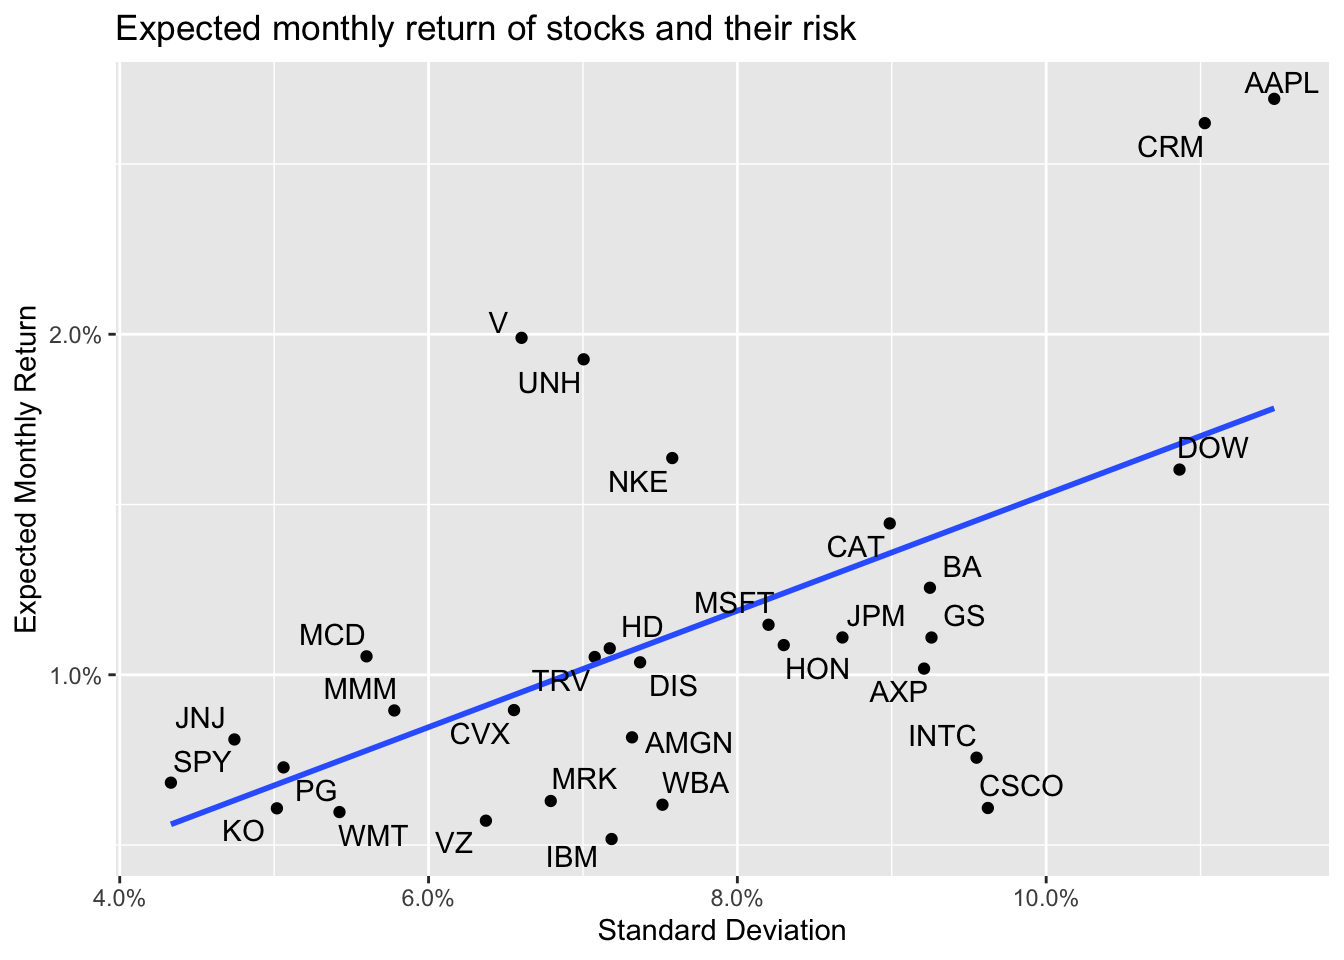 Expected monthly return of stocks and their risk
AAPL
CRM
V
2.0%
UNH
DOW
NKE
CAT
BA
MSFT
JPM
GS
HD
MCD
HON
1.0%
TRV
DIS
AXP
MMM
JNJ
CVX
INTC
AMGN
SPY
MRK
WBA
CSCO
PG
KO
WMT
VZ
IBM
Expected Monthly Return
4.0%
6.0%
8.0%
10.0%
Standard Deviation